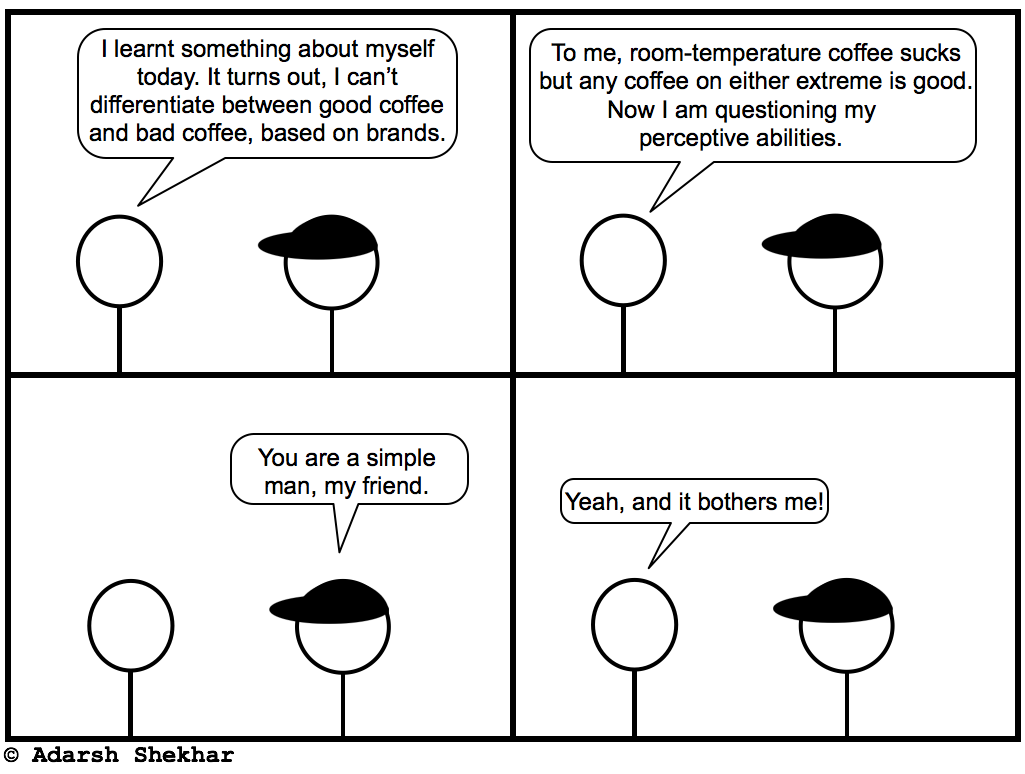 I learnt something about myself
today. It turns out, I can't
differentiate between good coffee
and bad coffee, based on brands.
To me, room-temperature coffee sucks
but any coffee on either extreme is good.
Now I am questioning my
perceptive abilities.
You are a simple
man, my friend.
Yeah, and it bothers me!
© Adarsh Shekhar